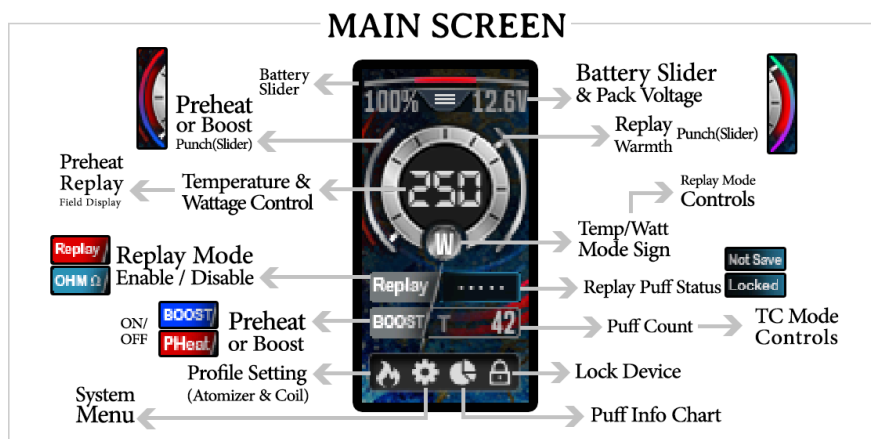 MAIN SCREEN
Battery
Slider
Battery Slider
& Pack Voltage
100%
12.6V
Preheat
or Boost
Punch(Slider)
Replay
Warmth
Punch(Slider)
Preheat
Replay
Field Display
Temperature &
Wattage Control
250
Replay Mode
Controls
W
Temp/Watt
Mode Sign
Replay
OHM Ω
Replay Mode
Enable / Disable
Replay
.....
Replay Puff Status
Not Save
Locked
ON/
OFF
BOOST
PHeat
Preheat
or Boost
BOOST
T
42
Puff Count
TC Mode
Controls
Profile Setting
(Atomizer & Coil)
Lock Device
System
Menu
Puff Info Chart